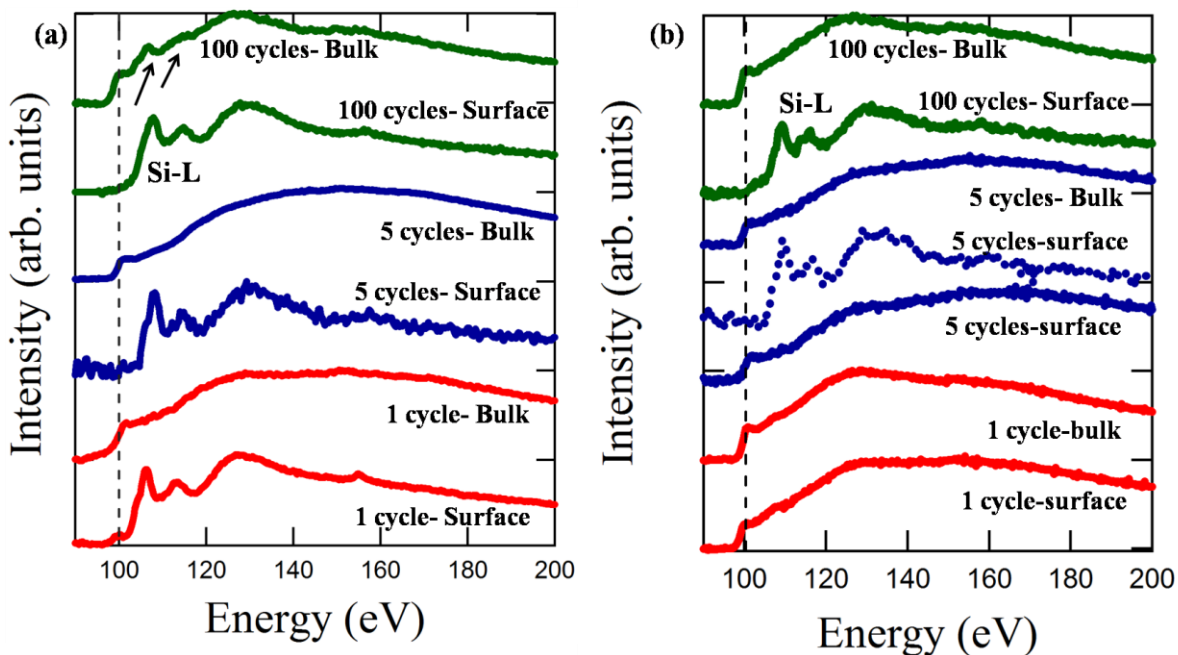 (a)
100 cycles- Bulk
100 cycles- Surface
Si-L
5 cycles- Bulk
5 cycles- Surface
1 cycle- Bulk
1 cycle- Surface
Intensity (arb. units)
100 120 140 160 180 200
Energy (eV)
(b)
100 cycles- Bulk
100 cycles- Surface
Si-L
5 cycles- Bulk
5 cycles-surface
5 cycles-surface
1 cycle-bulk
1 cycle-surface
Intensity (arb. units)
100 120 140 160 180 200
Energy (eV)